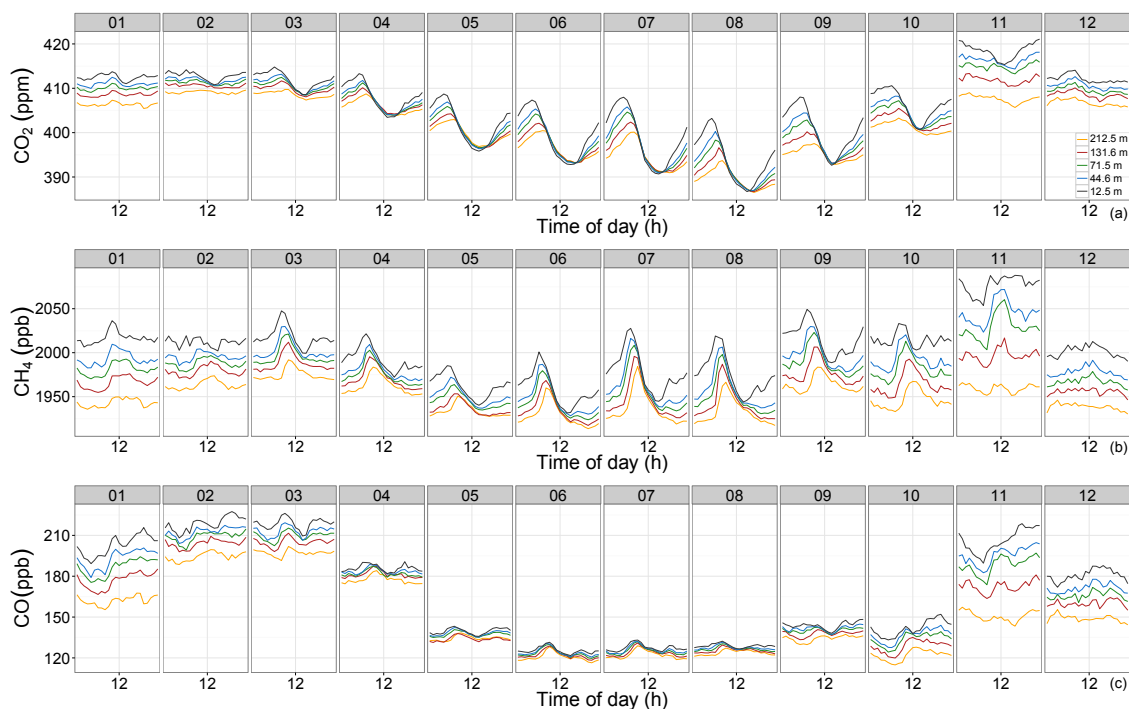 01 02 03 04 05 06 07 08 09 10 11 12
420
410
400
390
CO₂ (ppm)
212.5 m
131.6 m
71.5 m
44.6 m
12.5 m
12 12 12 12 12 12 12 12 12 12 12 12
Time of day (h)
(a)
01 02 03 04 05 06 07 08 09 10 11 12
2050
2000
1950
CH₄ (ppb)
12 12 12 12 12 12 12 12 12 12 12 12
Time of day (h)
(b)
01 02 03 04 05 06 07 08 09 10 11 12
210
180
150
120
CO(ppb)
12 12 12 12 12 12 12 12 12 12 12 12
Time of day (h)
(c)